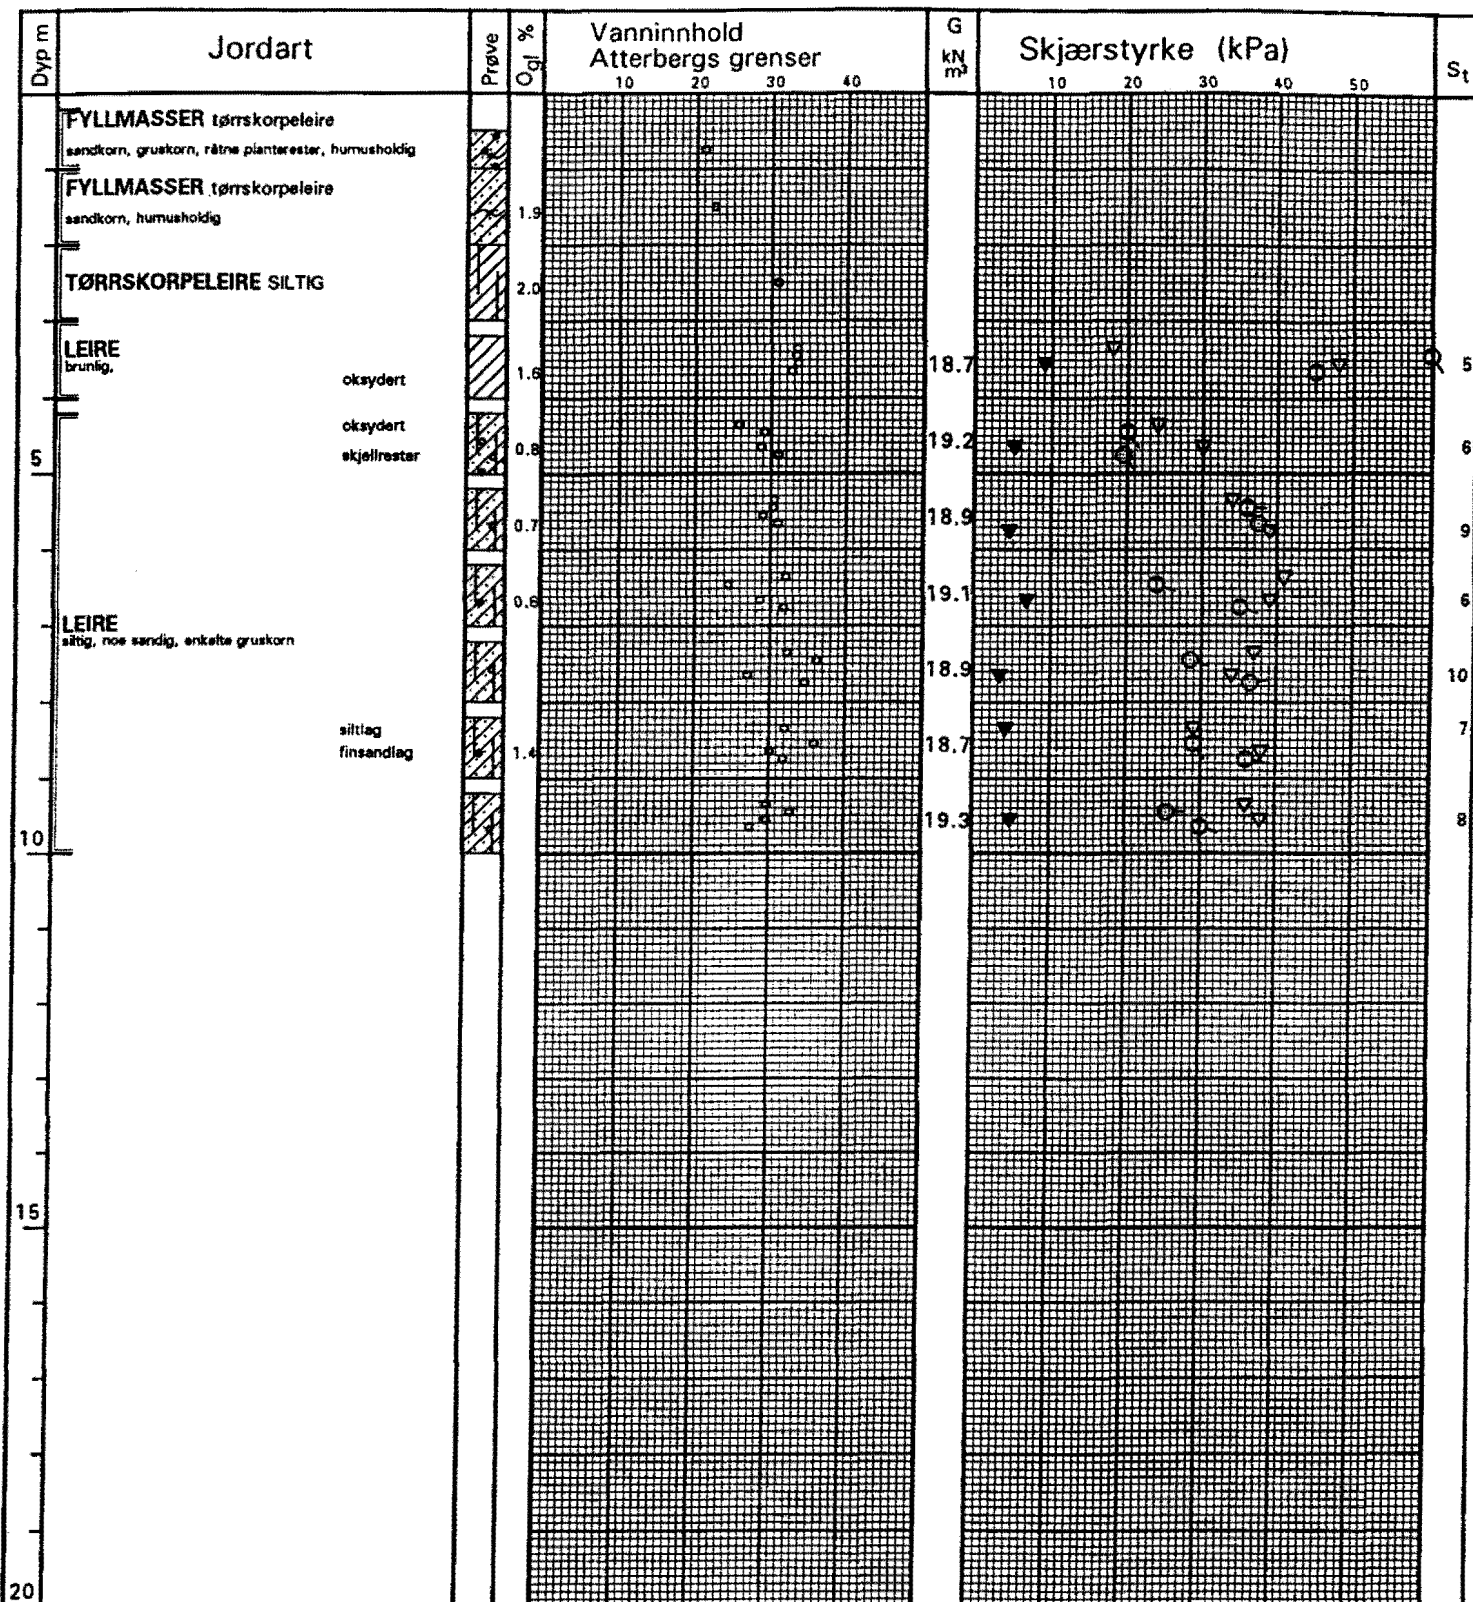 Dyp m
Jordart
Prøve
Ogl %
Vanninnhold
Atterbergs grenser
10 20 30 40
G
kN
m³
Skjærstyrke (kPa)
10 20 30 40 50
St
FYLLMASSER tørrskorpeleire
sandkorn, gruskorn, råtne planterester, humusholdig
FYLLMASSER tørrskorpeleire
sandkorn, humusholdig
1.9
TØRRSKORPELEIRE SILTIG
2.0
LEIRE
brunlig,
oksydert
1.6
18.7
5
oksydert
skjellrester
0.8
19.2
6
5
0.7
18.9
9
0.6
19.1
6
LEIRE
siltig, noe sandig, enkelte gruskorn
18.9
10
siltlag
finsandlag
1.4
18.7
7
10
19.3
8
15
20